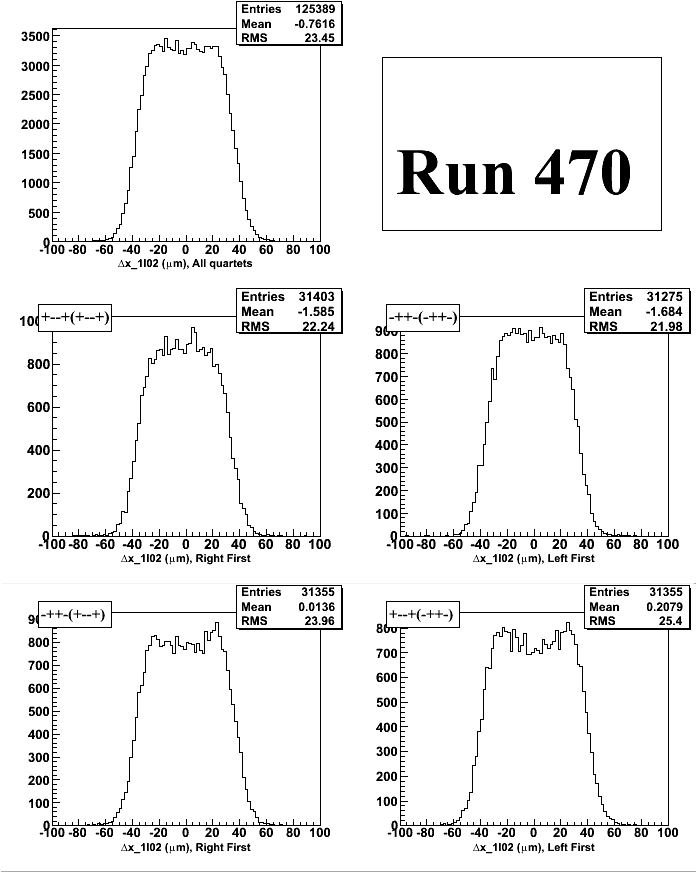 Entries 125389
Mean -0.7616
RMS 23.45
3500
3000
2500
2000
1500
1000
500
0
-100 -80 -60 -40 -20 0 20 40 60 80 100
Δx_1I02 (μm), All quartets
Run 470
+--+(+--+)
Entries 31403
Mean -1.585
RMS 22.24
800
600
400
200
0
-100 -80 -60 -40 -20 0 20 40 60 80 100
Δx_1I02 (μm), Right First
-++-(-++-)
Entries 31275
Mean -1.684
RMS 21.98
900
800
700
600
500
400
300
200
100
0
-100 -80 -60 -40 -20 0 20 40 60 80 100
Δx_1I02 (μm), Left First
-++-(+--+)
Entries 31355
Mean 0.0136
RMS 23.96
800
700
600
500
400
300
200
100
0
-100 -80 -60 -40 -20 0 20 40 60 80 100
Δx_1I02 (μm), Right First
+--+(-++-)
Entries 31355
Mean 0.2079
RMS 25.4
800
700
600
500
400
300
200
100
0
-100 -80 -60 -40 -20 0 20 40 60 80 100
Δx_1I02 (μm), Left First